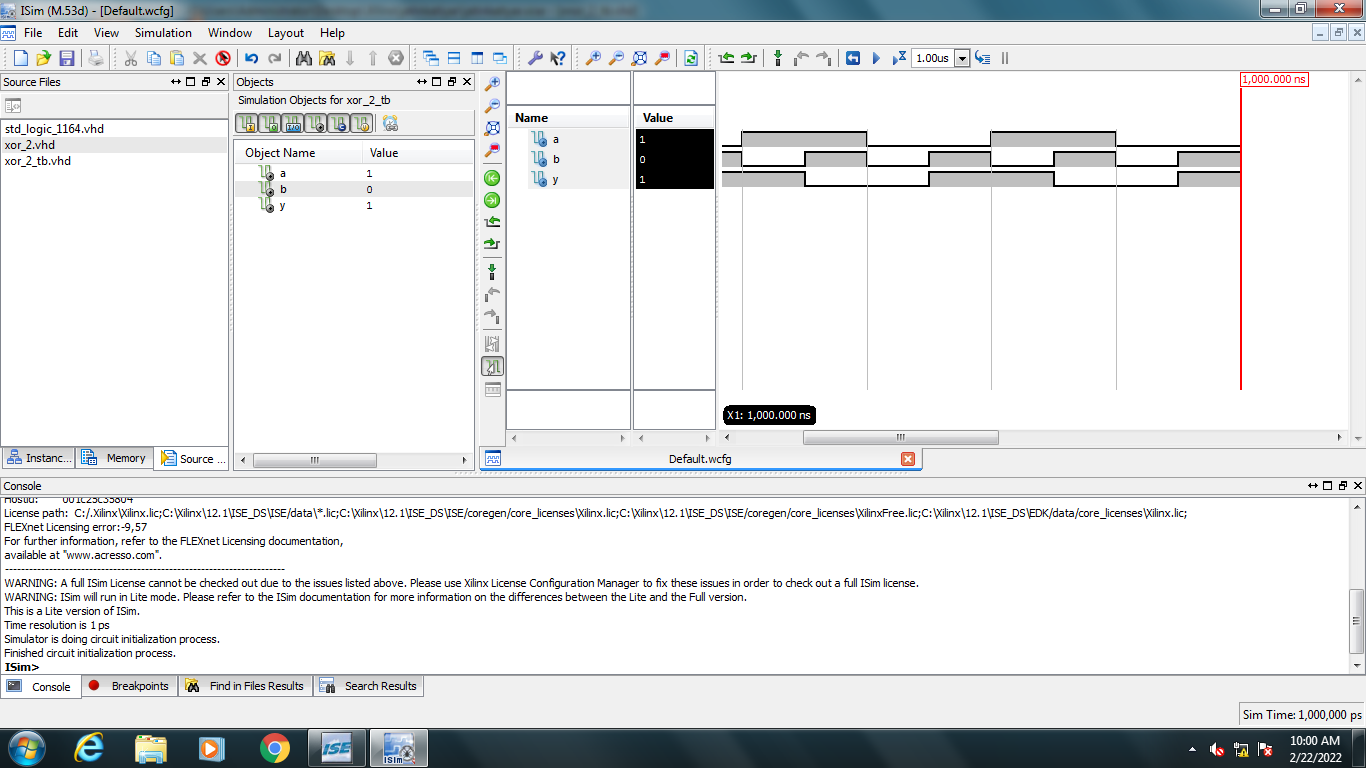 ISim (M.53d) - [Default.wcfg]
File Edit View Simulation Window Layout Help
1.00us
Source Files
std_logic_1164.vhd
xor_2.vhd
xor_2_tb.vhd
Instanc...
Memory
Source ...
Objects
Simulation Objects for xor_2_tb
Object Name Value
a 1
b 0
y 1
Name Value
a 1
b 0
y 1
1,000.000 ns
X1: 1,000.000 ns
Default.wcfg
Console
HostId: 001c25c35804
License path: C:/.Xilinx\Xilinx.lic;C:\Xilinx\12.1\ISE_DS\ISE/data\*.lic;C:\Xilinx\12.1\ISE_DS\ISE/coregen/core_licenses\Xilinx.lic;C:\Xilinx\12.1\ISE_DS\ISE/coregen/core_licenses\XilinxFree.lic;C:\Xilinx\12.1\ISE_DS\EDK/data/core_licenses\Xilinx.lic;
FLEXnet Licensing error:-9,57
For further information, refer to the FLEXnet Licensing documentation,
available at "www.acresso.com".
----------------------------------------------------------------------
WARNING: A full ISim License cannot be checked out due to the issues listed above. Please use Xilinx License Configuration Manager to fix these issues in order to check out a full ISim license.
WARNING: ISim will run in Lite mode. Please refer to the ISim documentation for more information on the differences between the Lite and the Full version.
This is a Lite version of ISim.
Time resolution is 1 ps
Simulator is doing circuit initialization process.
Finished circuit initialization process.
ISim>
Console Breakpoints Find in Files Results Search Results
Sim Time: 1,000,000 ps
ISE
ISim
10:00 AM
2/22/2022